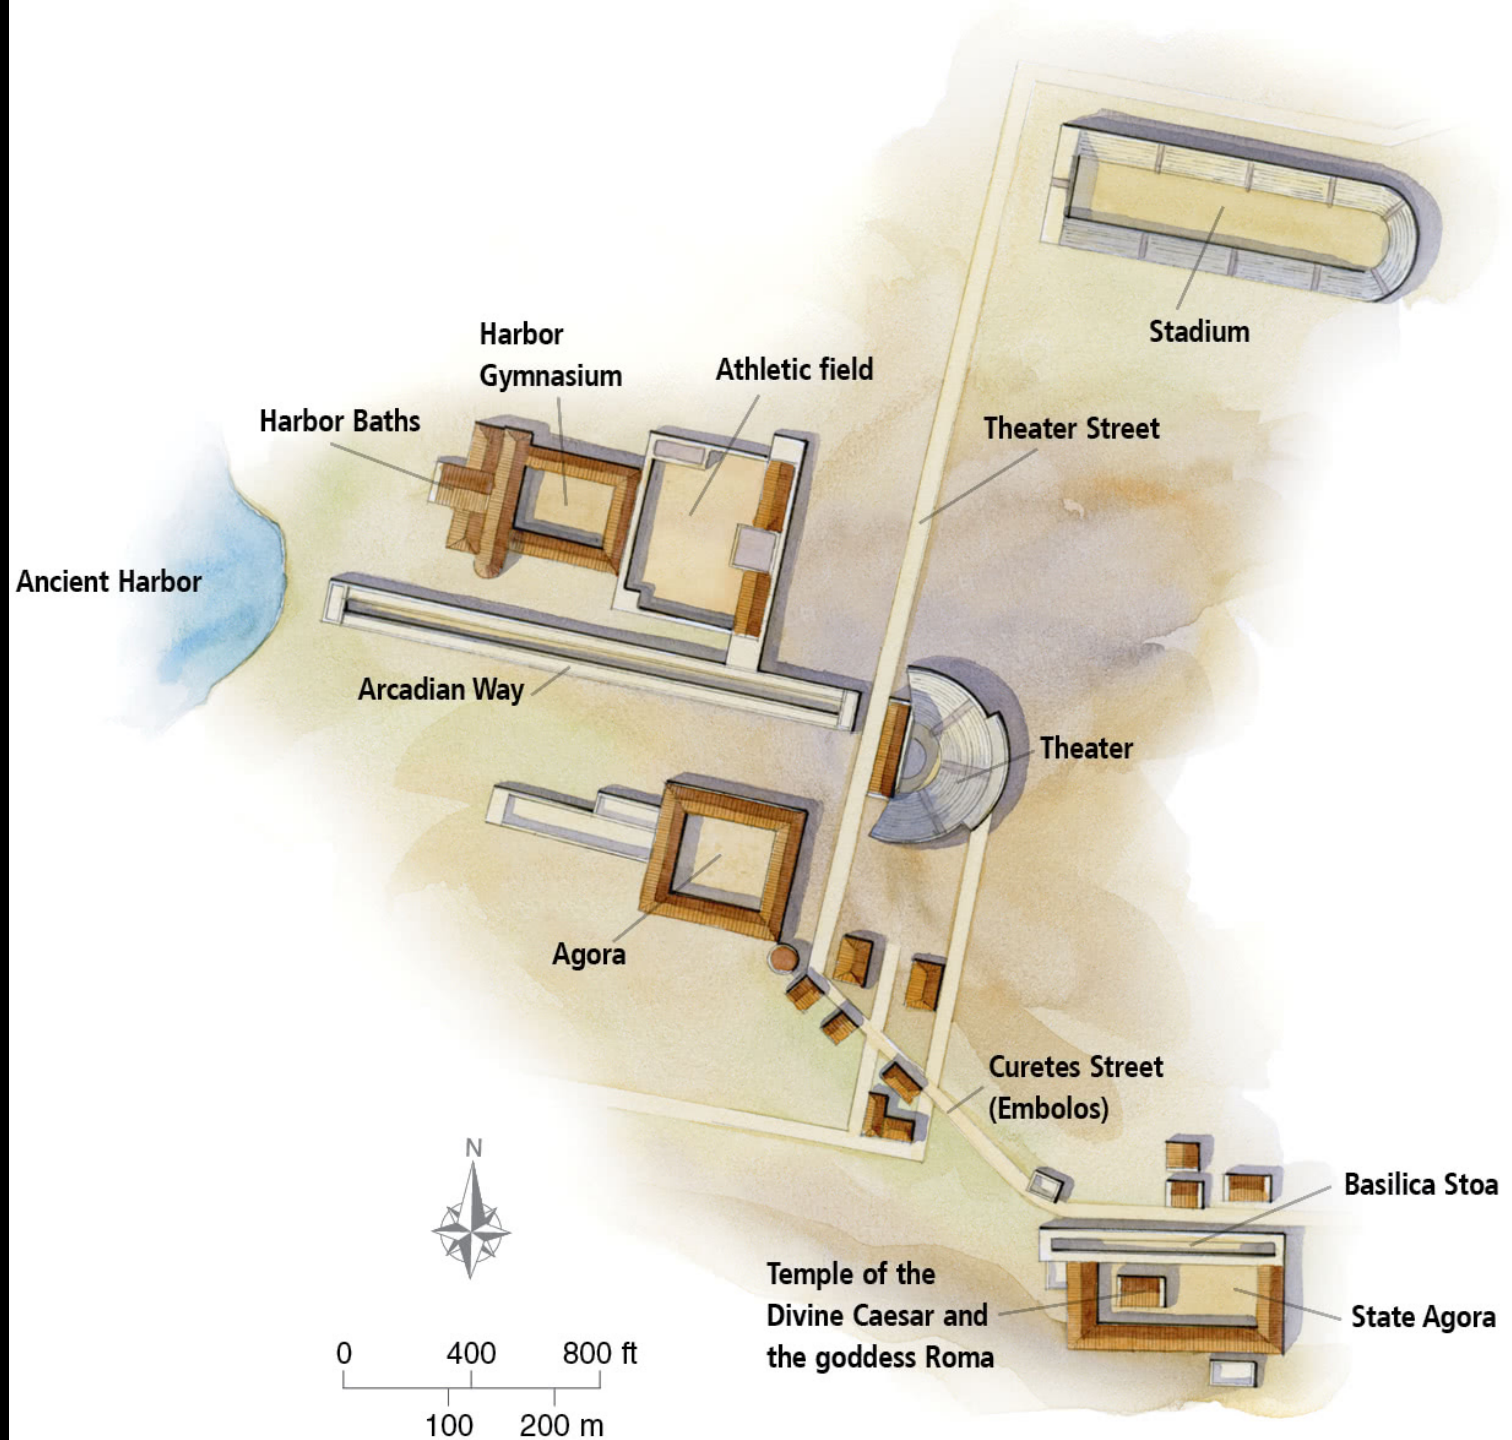 Stadium
Harbor
Gymnasium
Athletic field
Harbor Baths
Theater Street
Ancient Harbor
Arcadian Way
Theater
Agora
Curetes Street
(Embolos)
N
Basilica Stoa
Temple of the
Divine Caesar and
the goddess Roma
State Agora
0 400 800 ft
100 200 m